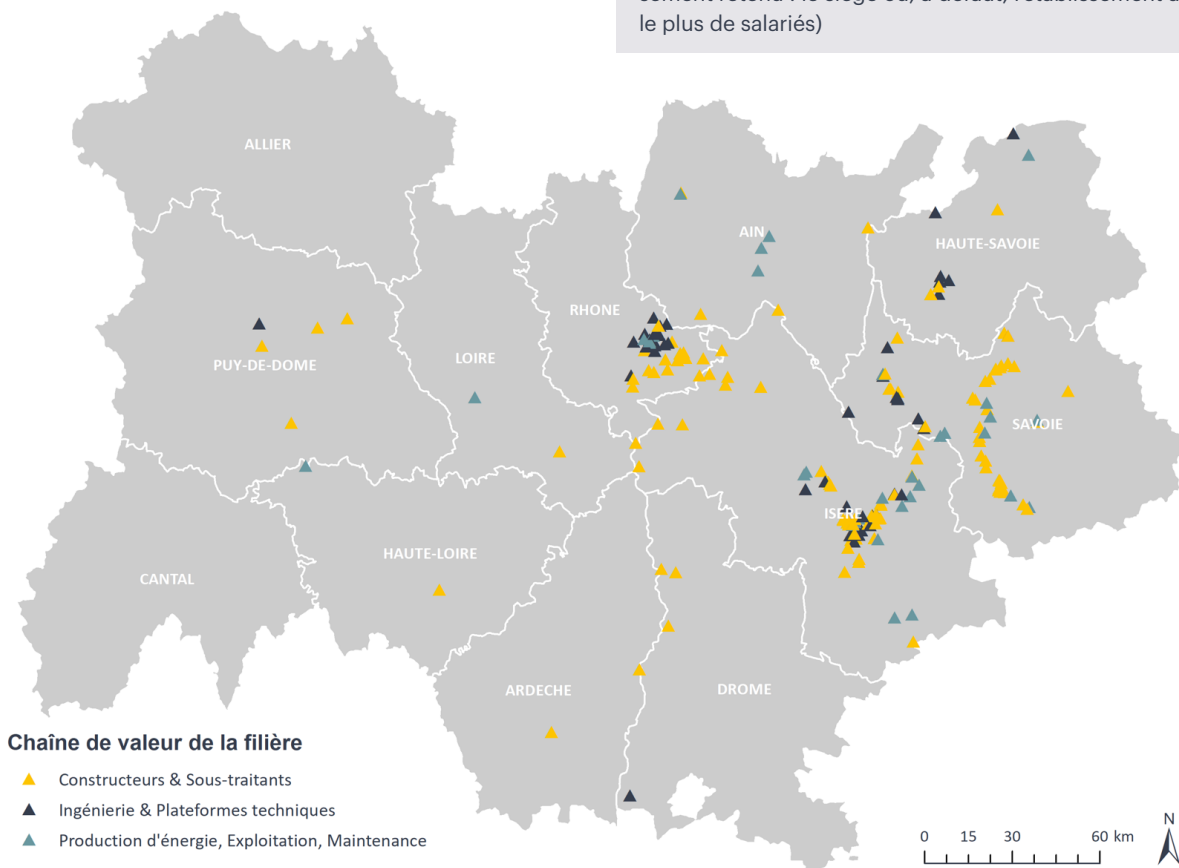 le plus de salariés)
ALLIER
AIN
HAUTE-SAVOIE
RHONE
LOIRE
PUY-DE-DOME
SAVOIE
ISERE
HAUTE-LOIRE
CANTAL
ARDECHE
DROME
Chaîne de valeur de la filière
Constructeurs & Sous-traitants
Ingénierie & Plateformes techniques
Production d'énergie, Exploitation, Maintenance
0 15 30 60 km
N